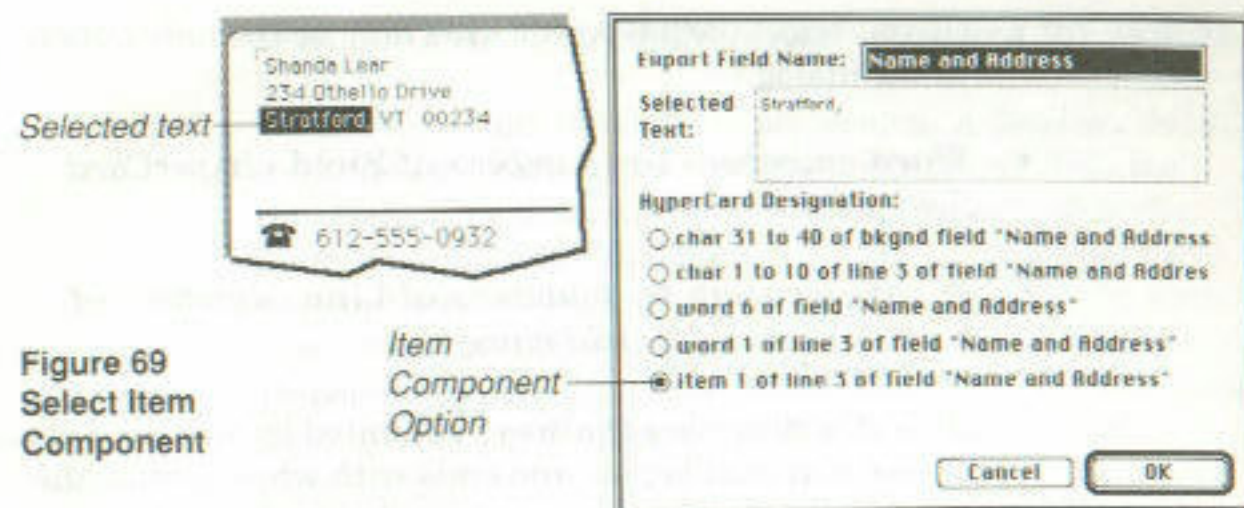 Shanda Lear
234 Othello Drive
Stratford VT 00234
612-555-0932
Selected text
Figure 69
Select Item
Component
Item
Component
Option
Export Field Name: Name and Address
Selected
Text:
Stratford,
HyperCard Designation:
char 31 to 40 of bkgnd field "Name and Address
char 1 to 10 of line 3 of field "Name and Addres
word 6 of field "Name and Address"
word 1 of line 3 of field "Name and Address"
item 1 of line 3 of field "Name and Address"
Cancel
OK